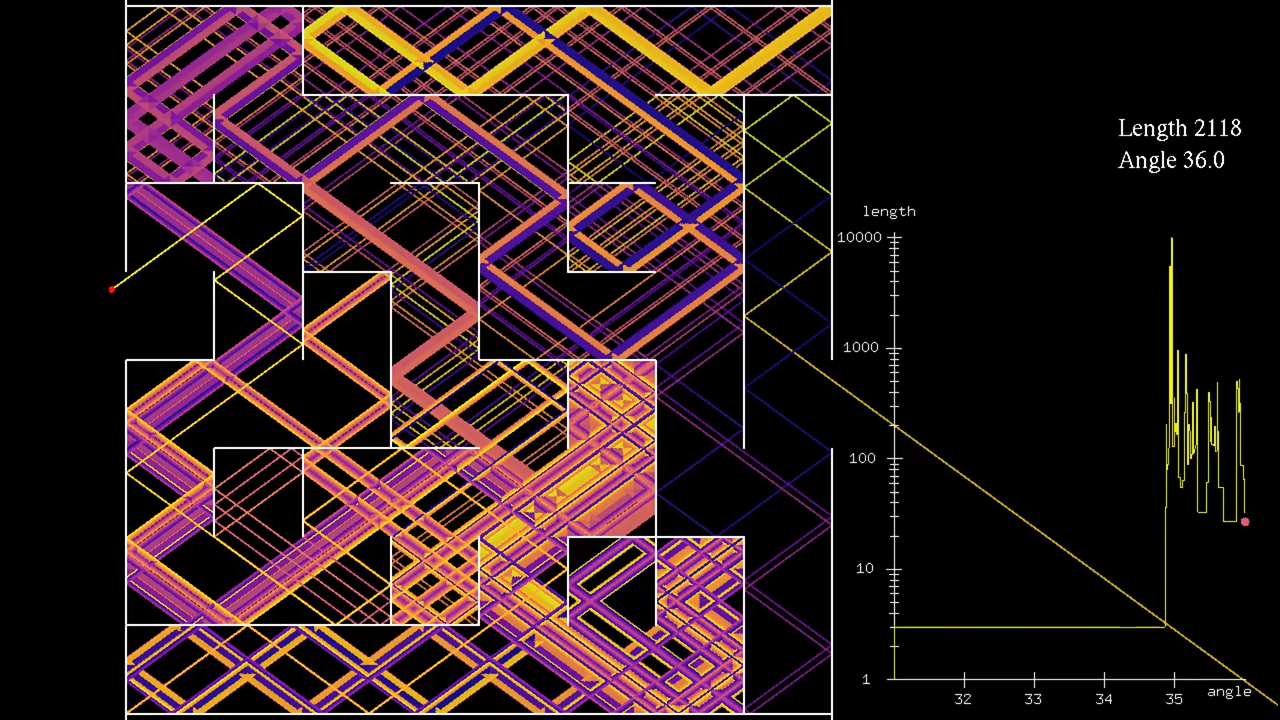 Length 2118
Angle 36.0
length
10000
1000
100
10
1
32 33 34 35
angle